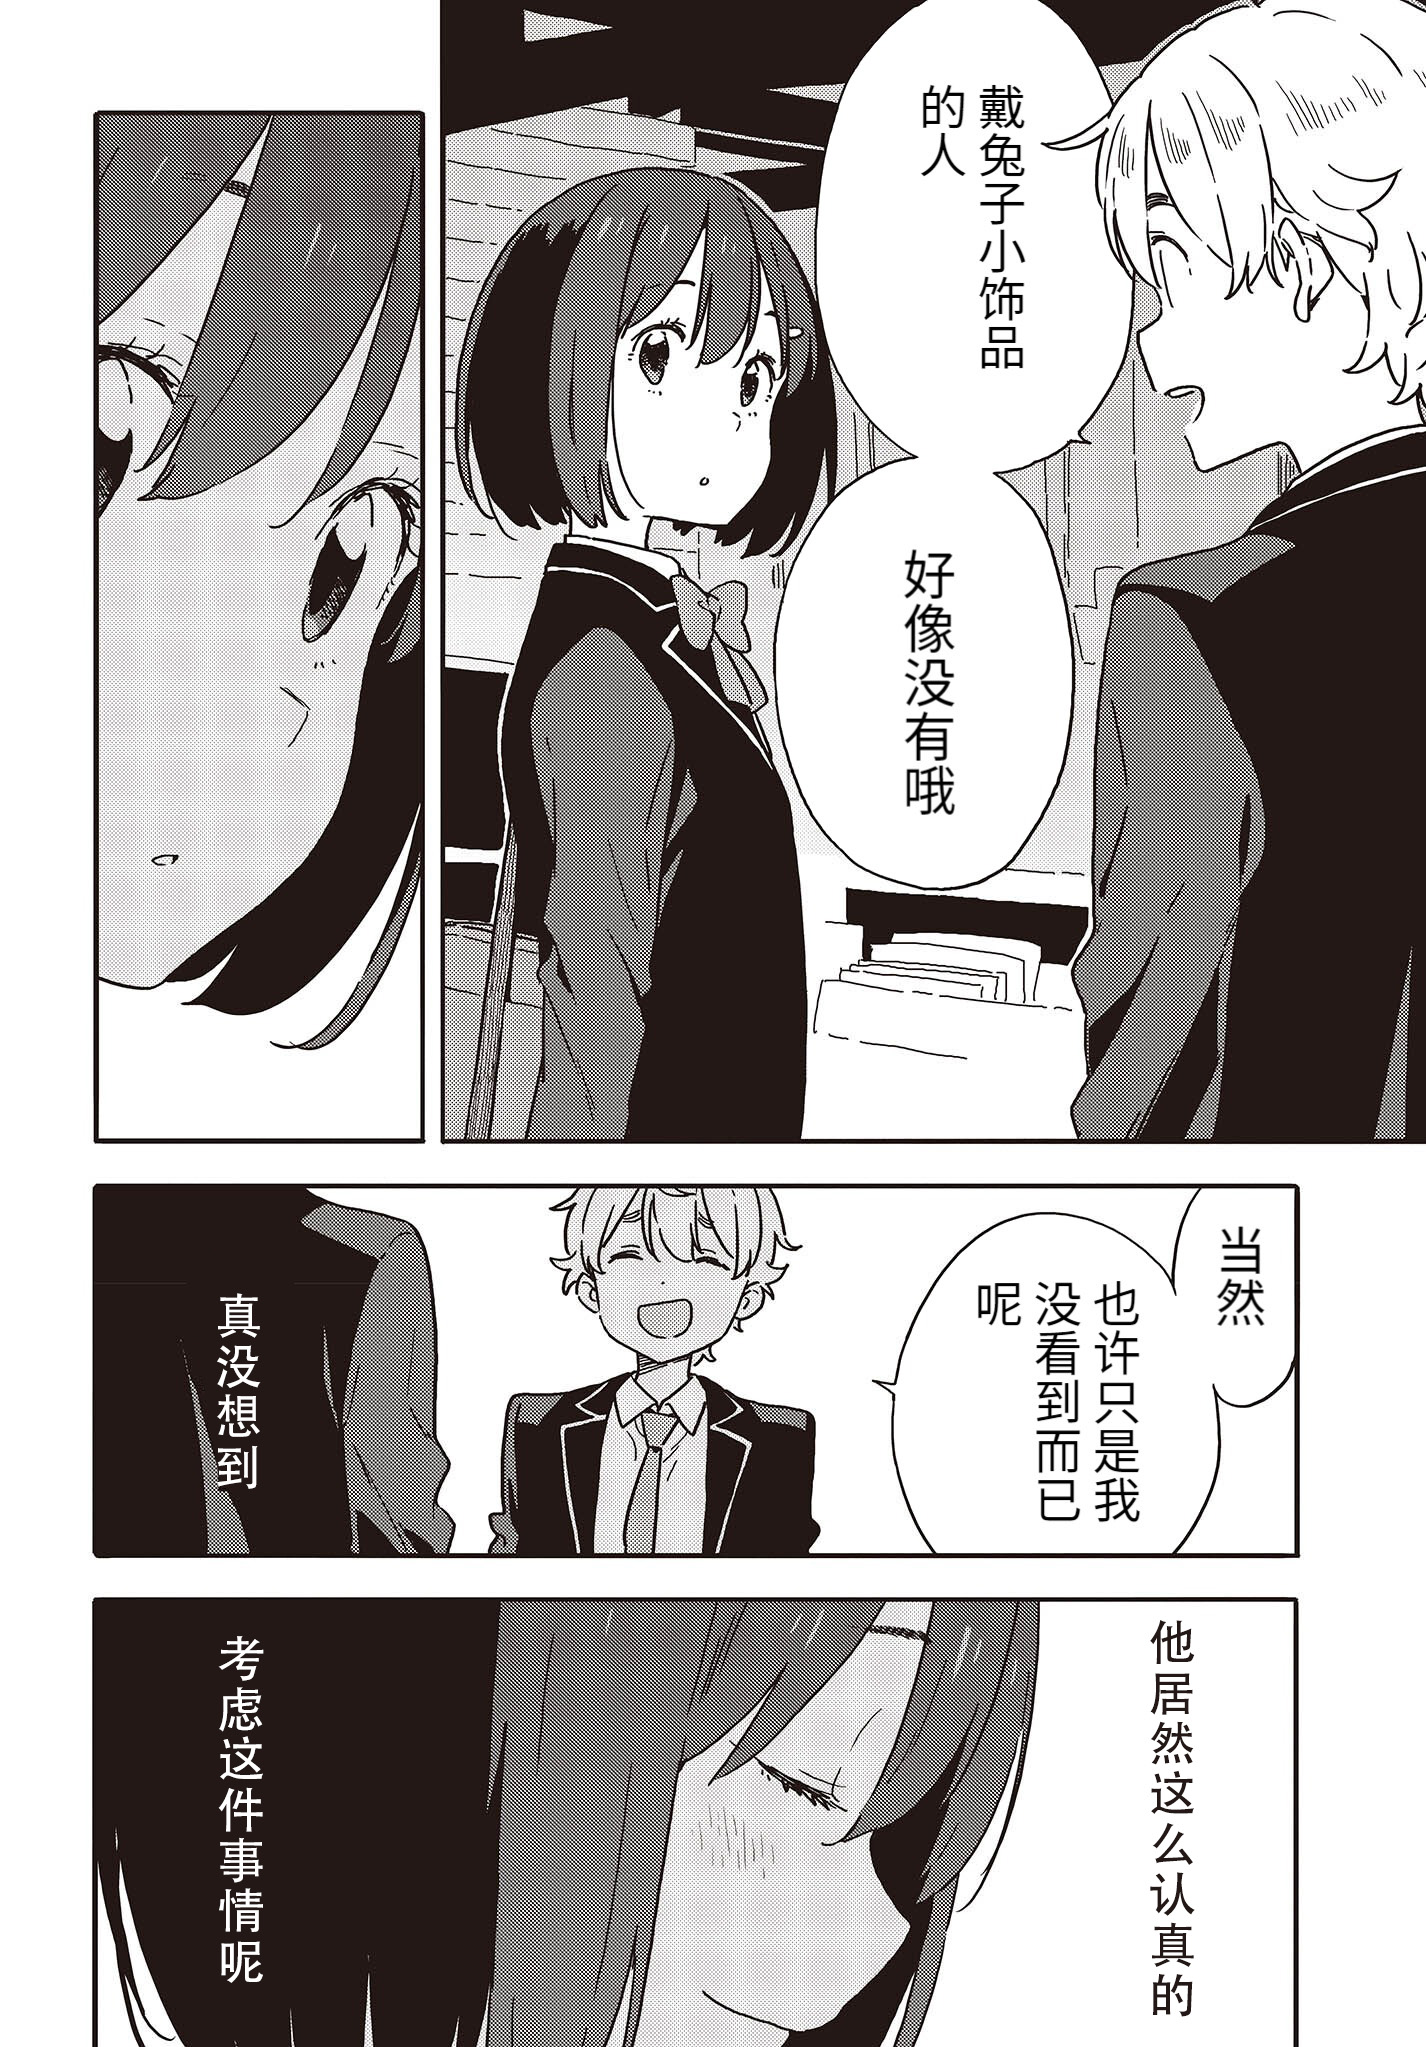 戴兔子小饰品
的人
好像没有哦
当然
也许只是我
没看到而已
呢
真没想到
他居然这么认真的
考虑这件事情呢